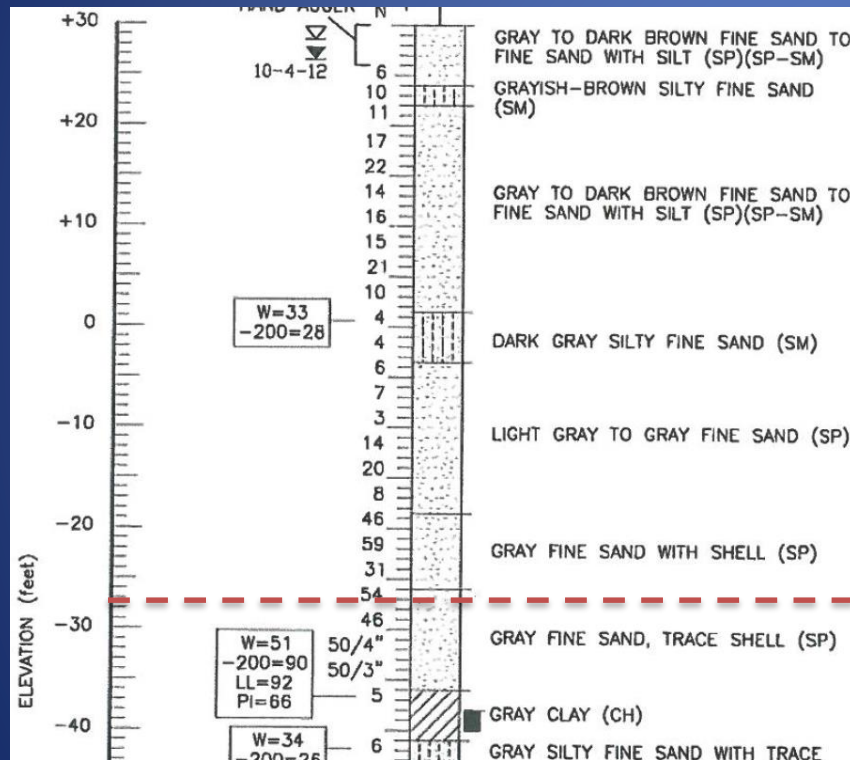 HAND AUGER N
+30
GRAY TO DARK BROWN FINE SAND TO
FINE SAND WITH SILT (SP)(SP-SM)
10-4-12
6
10
GRAYISH-BROWN SILTY FINE SAND
(SM)
11
+20
17
22
14
GRAY TO DARK BROWN FINE SAND TO
FINE SAND WITH SILT (SP)(SP-SM)
16
+10
15
21
10
W=33
-200=28
4
0
4
DARK GRAY SILTY FINE SAND (SM)
6
7
3
-10
14
LIGHT GRAY TO GRAY FINE SAND (SP)
20
8
46
-20
59
GRAY FINE SAND WITH SHELL (SP)
31
54
46
-30
50/4"
GRAY FINE SAND, TRACE SHELL (SP)
50/3"
W=51
-200=90
LL=92
PI=66
5
GRAY CLAY (CH)
-40
6
GRAY SILTY FINE SAND WITH TRACE
W=34
-200=26
ELEVATION (feet)